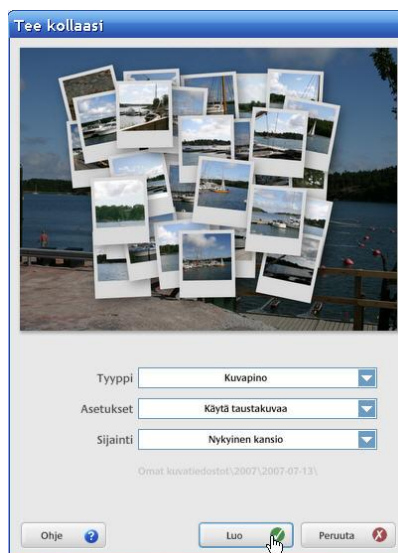 Tee kollaasi
Tyyppi Kuvapino
Asetukset Käytä taustakuvaa
Sijainti Nykyinen kansio
Omat kuvatiedostot\2007\2007-07-13\
Ohje Luo Peruuta